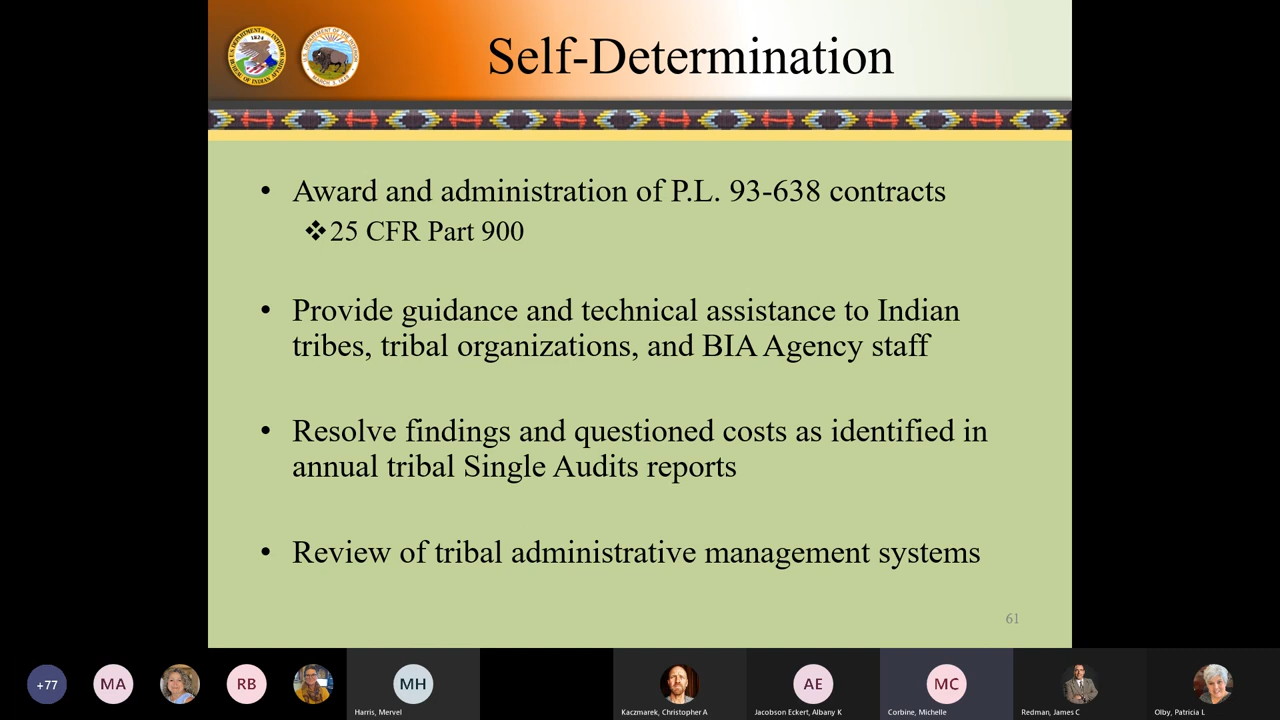 Self-Determination
• Award and administration of P.L. 93-638 contracts
❖25 CFR Part 900
• Provide guidance and technical assistance to Indian
tribes, tribal organizations, and BIA Agency staff
• Resolve findings and questioned costs as identified in
annual tribal Single Audits reports
• Review of tribal administrative management systems
61
+77
MA
RB
MH
AE
MC
Harris, Mervel
Kaczmarek, Christopher A
Jacobson Eckert, Albany K
Corbine, Michelle
Redman, James C
Olby, Patricia L